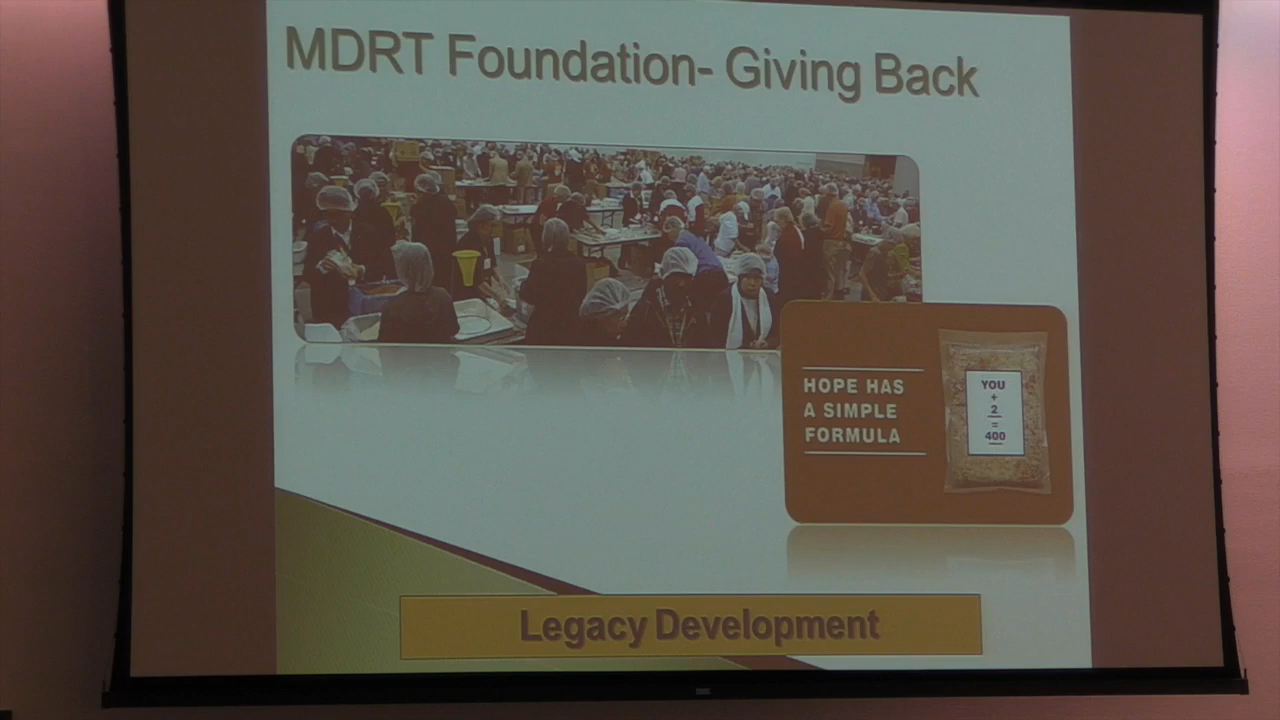 MDRT Foundation- Giving Back
HOPE HAS
A SIMPLE
FORMULA
YOU
+
2
=
400
Legacy Development